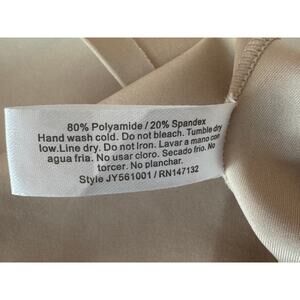 80% Polyamide / 20% Spandex
Hand wash cold. Do not bleach. Tumble dry
low.Line dry. Do not iron. Lavar a mano con
agua fria. No usar cloro. Secado frio. No
torcer. No planchar.
Style JY561001 / RN147132